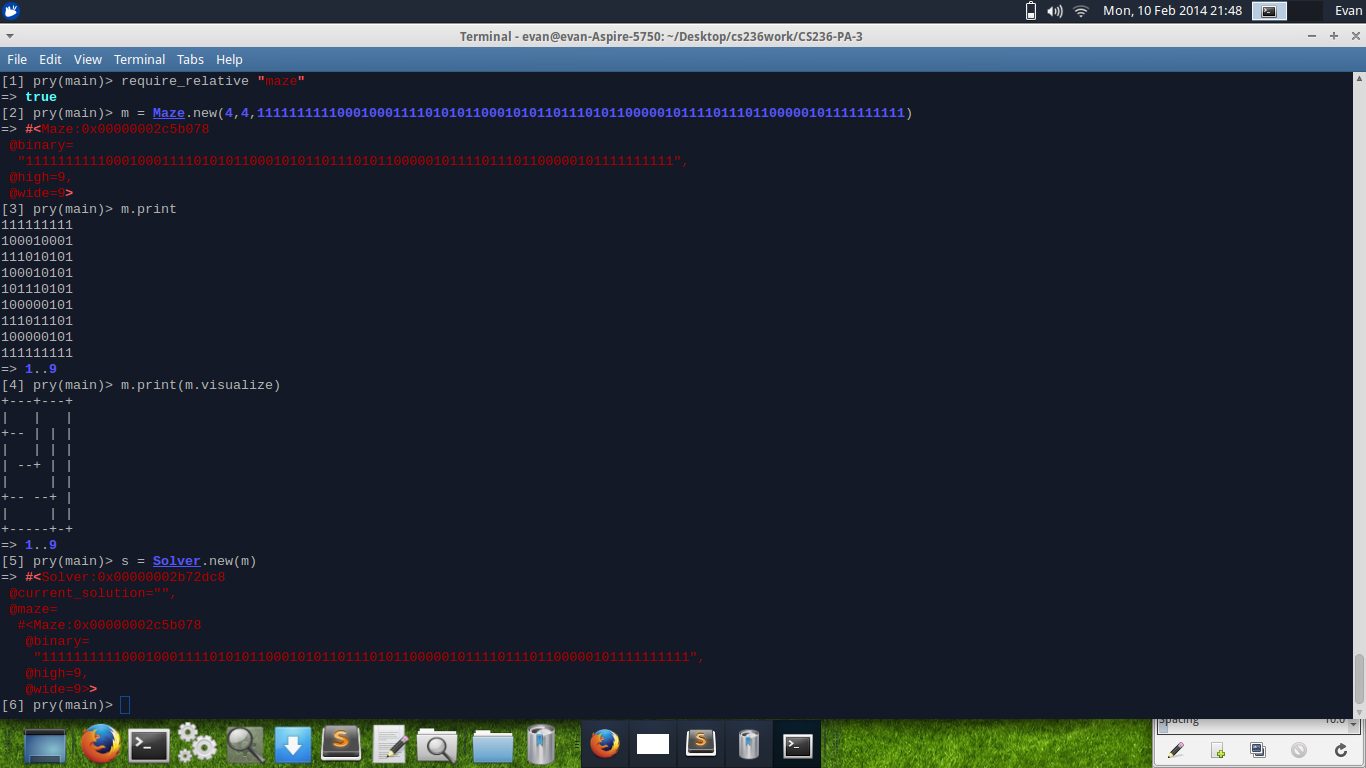 Mon, 10 Feb 2014 21:48 Evan
Terminal - evan@evan-Aspire-5750: ~/Desktop/cs236work/CS236-PA-3
File Edit View Terminal Tabs Help
[1] pry(main)> require_relative "maze"
=> true
[2] pry(main)> m = Maze.new(4,4,111111111100010001111010101100010101101110101100000101111011101100000101111111111)
=> #<Maze:0x00000002c5b078
 @binary=
  "111111111100010001111010101100010101101110101100000101111011101100000101111111111",
 @high=9,
 @wide=9>
[3] pry(main)> m.print
111111111
100010001
111010101
100010101
101110101
100000101
111011101
100000101
111111111
=> 1..9
[4] pry(main)> m.print(m.visualize)
+---+---+
|   |   |
+-- | | |
|   | | |
| --+ | |
|     | |
+-- --+ |
|     | |
+-----+-+
=> 1..9
[5] pry(main)> s = Solver.new(m)
=> #<Solver:0x00000002b72dc8
 @current_solution="",
 @maze=
  #<Maze:0x00000002c5b078
   @binary=
    "111111111100010001111010101100010101101110101100000101111011101100000101111111111",
   @high=9,
   @wide=9>>
[6] pry(main)>
Spacing 10.0